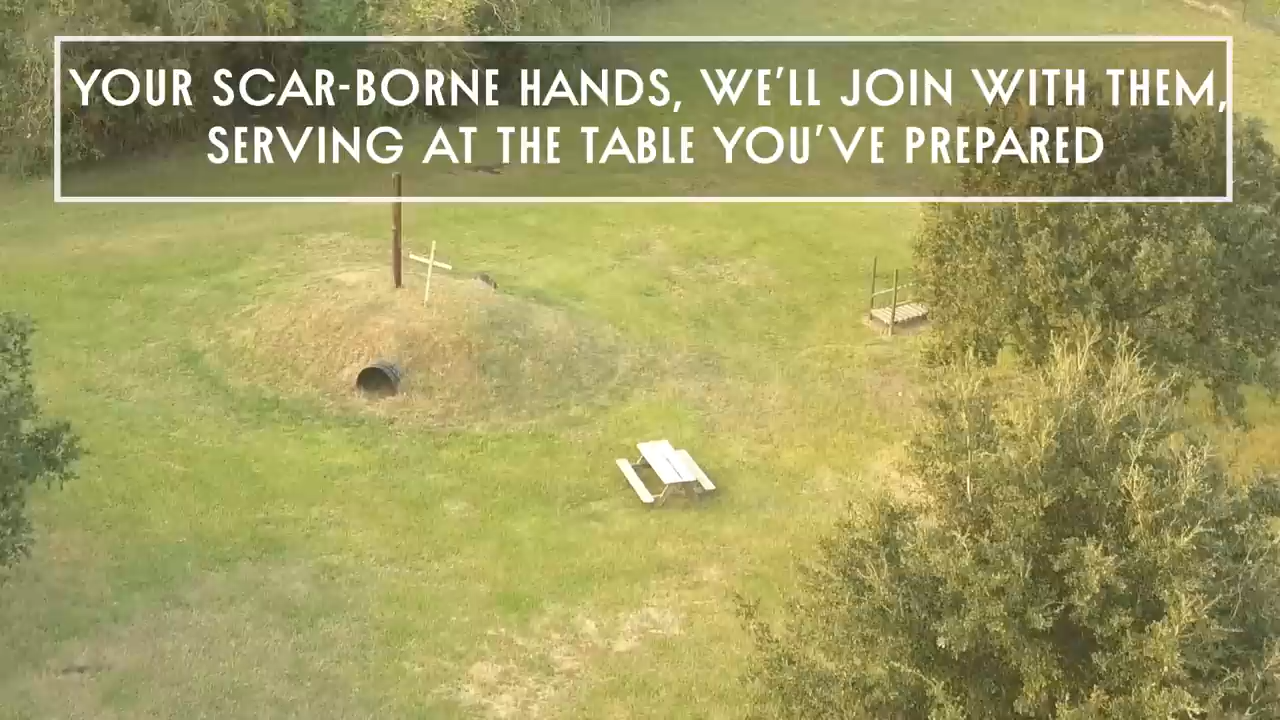 YOUR SCAR-BORNE HANDS, WE'LL JOIN WITH THEM,
SERVING AT THE TABLE YOU'VE PREPARED